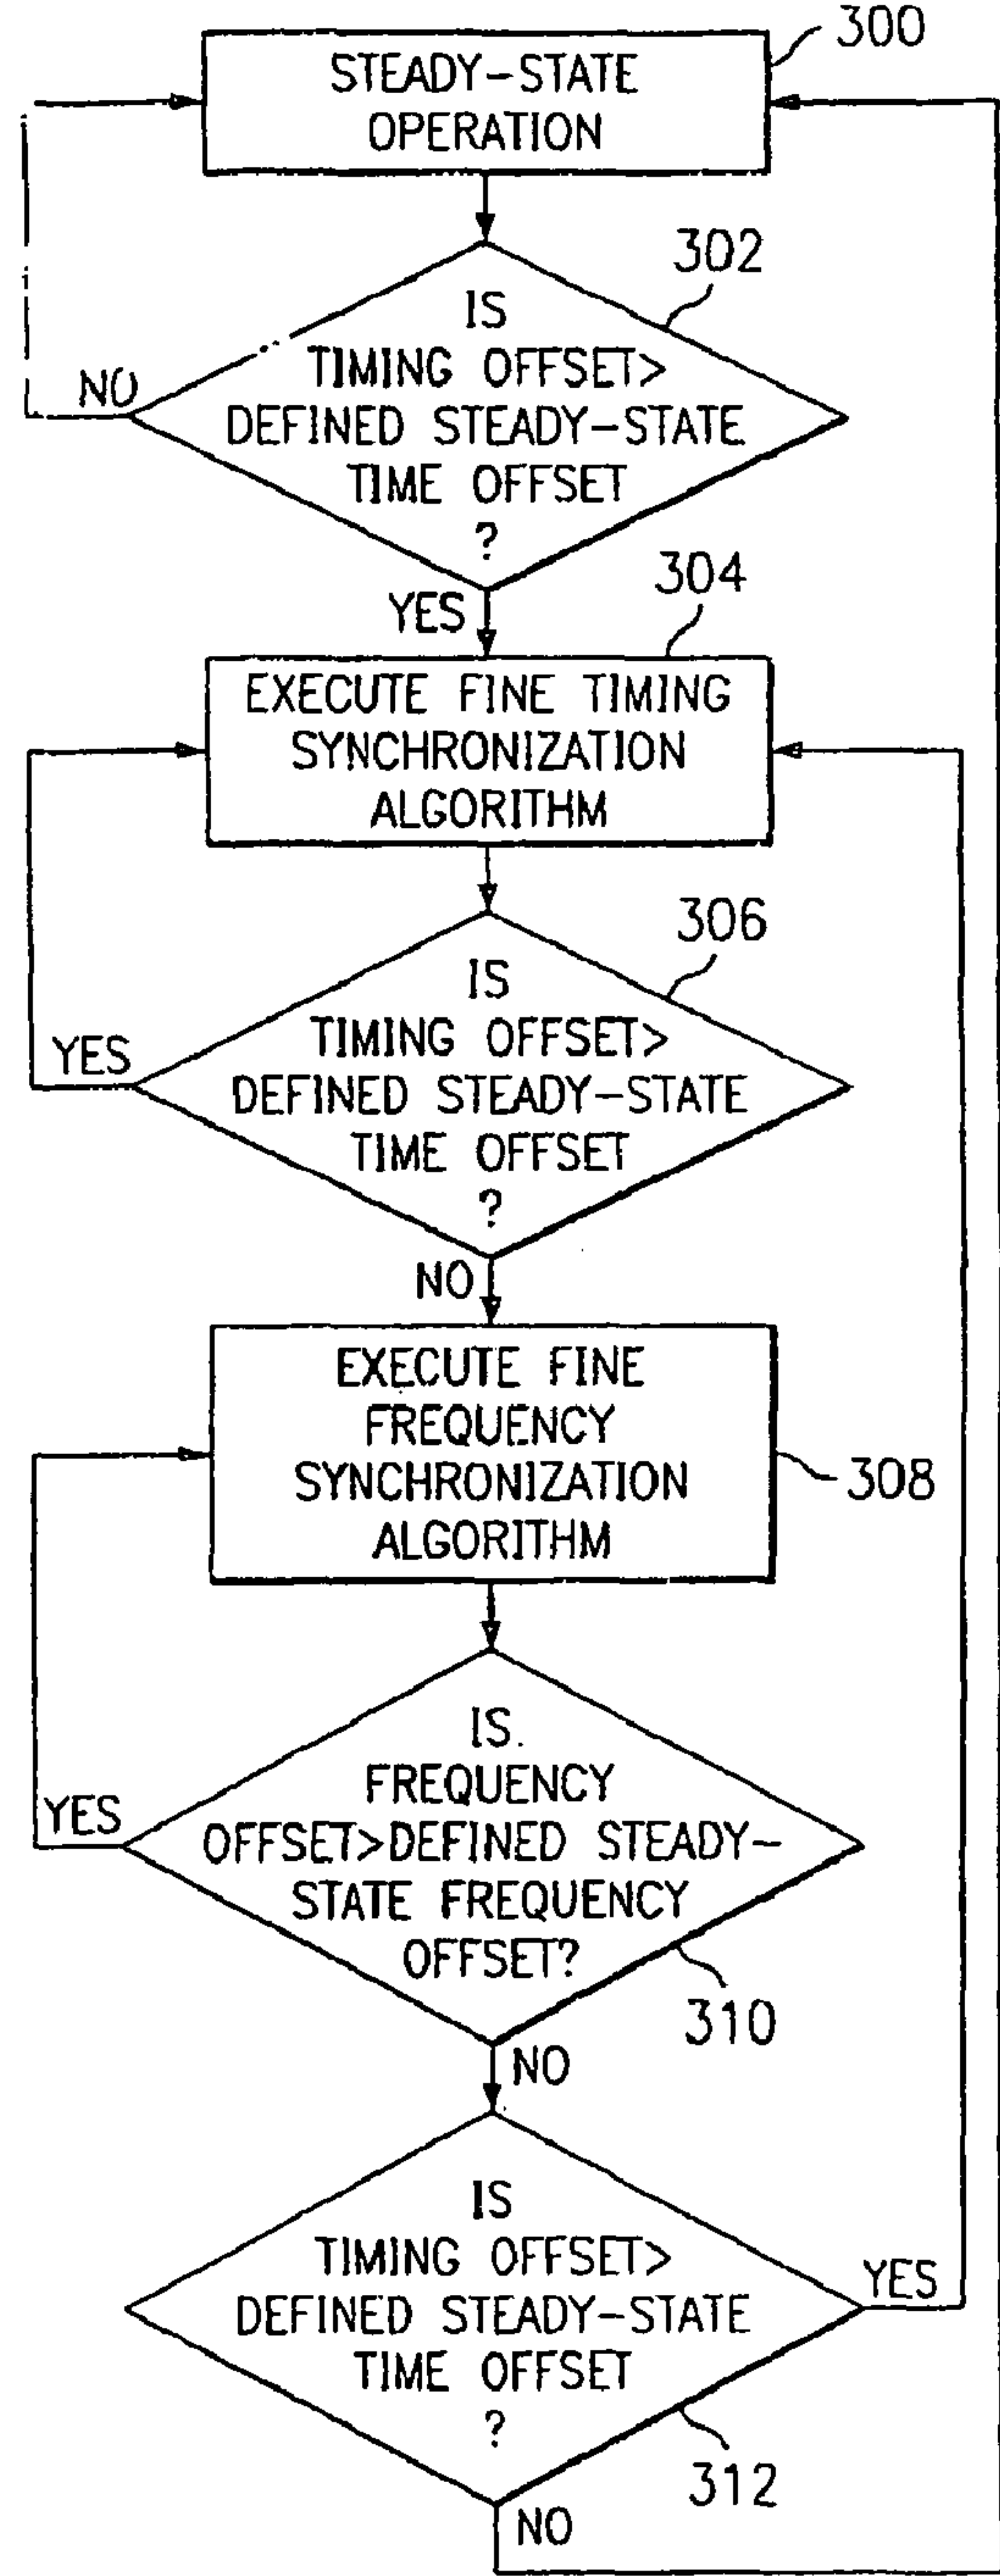 300
STEADY-STATE
OPERATION
302
IS
TIMING OFFSET>
DEFINED STEADY-STATE
TIME OFFSET
?
NO
YES
304
EXECUTE FINE TIMING
SYNCHRONIZATION
ALGORITHM
306
IS
TIMING OFFSET>
DEFINED STEADY-STATE
TIME OFFSET
?
YES
NO
EXECUTE FINE
FREQUENCY
SYNCHRONIZATION
ALGORITHM
308
IS.
FREQUENCY
OFFSET>DEFINED STEADY-
STATE FREQUENCY
OFFSET?
YES
310
NO
IS
TIMING OFFSET>
DEFINED STEADY-STATE
TIME OFFSET
?
YES
312
NO